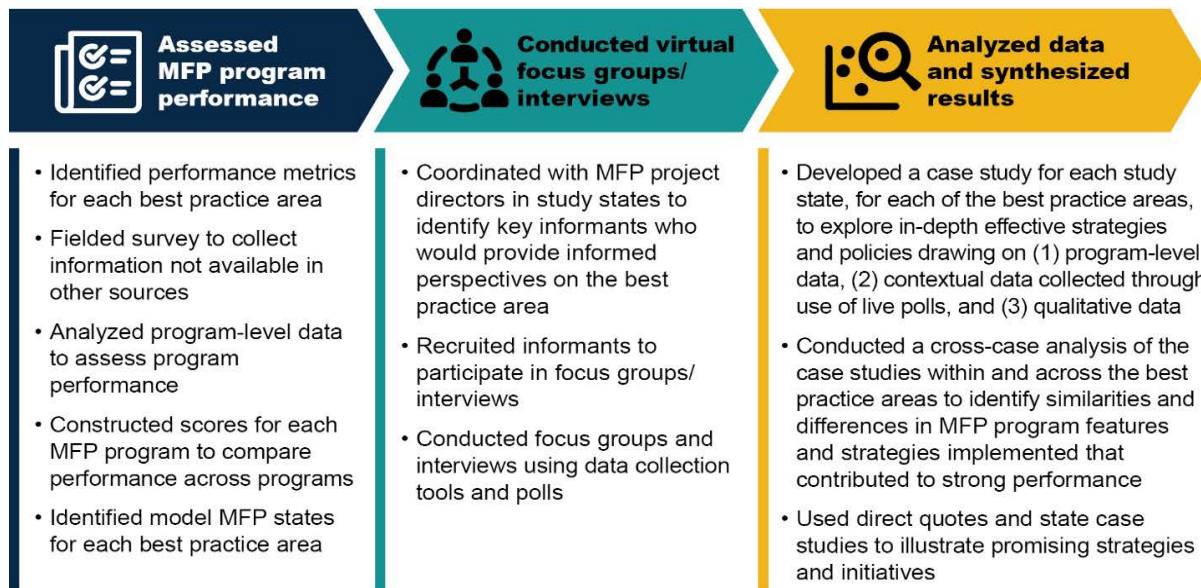 Assessed
MFP program
performance
• Identified performance metrics
for each best practice area
• Fielded survey to collect
information not available in
other sources
• Analyzed program-level data
to assess program
performance
• Constructed scores for each
MFP program to compare
performance across programs
• Identified model MFP states
for each best practice area
Conducted virtual
focus groups/
interviews
• Coordinated with MFP project
directors in study states to
identify key informants who
would provide informed
perspectives on the best
practice area
• Recruited informants to
participate in focus groups/
interviews
• Conducted focus groups and
interviews using data collection
tools and polls
Analyzed data
and synthesized
results
• Developed a case study for each study
state, for each of the best practice areas,
to explore in-depth effective strategies
and policies drawing on (1) program-level
data, (2) contextual data collected through
use of live polls, and (3) qualitative data
• Conducted a cross-case analysis of the
case studies within and across the best
practice areas to identify similarities and
differences in MFP program features
and strategies implemented that
contributed to strong performance
• Used direct quotes and state case
studies to illustrate promising strategies
and initiatives